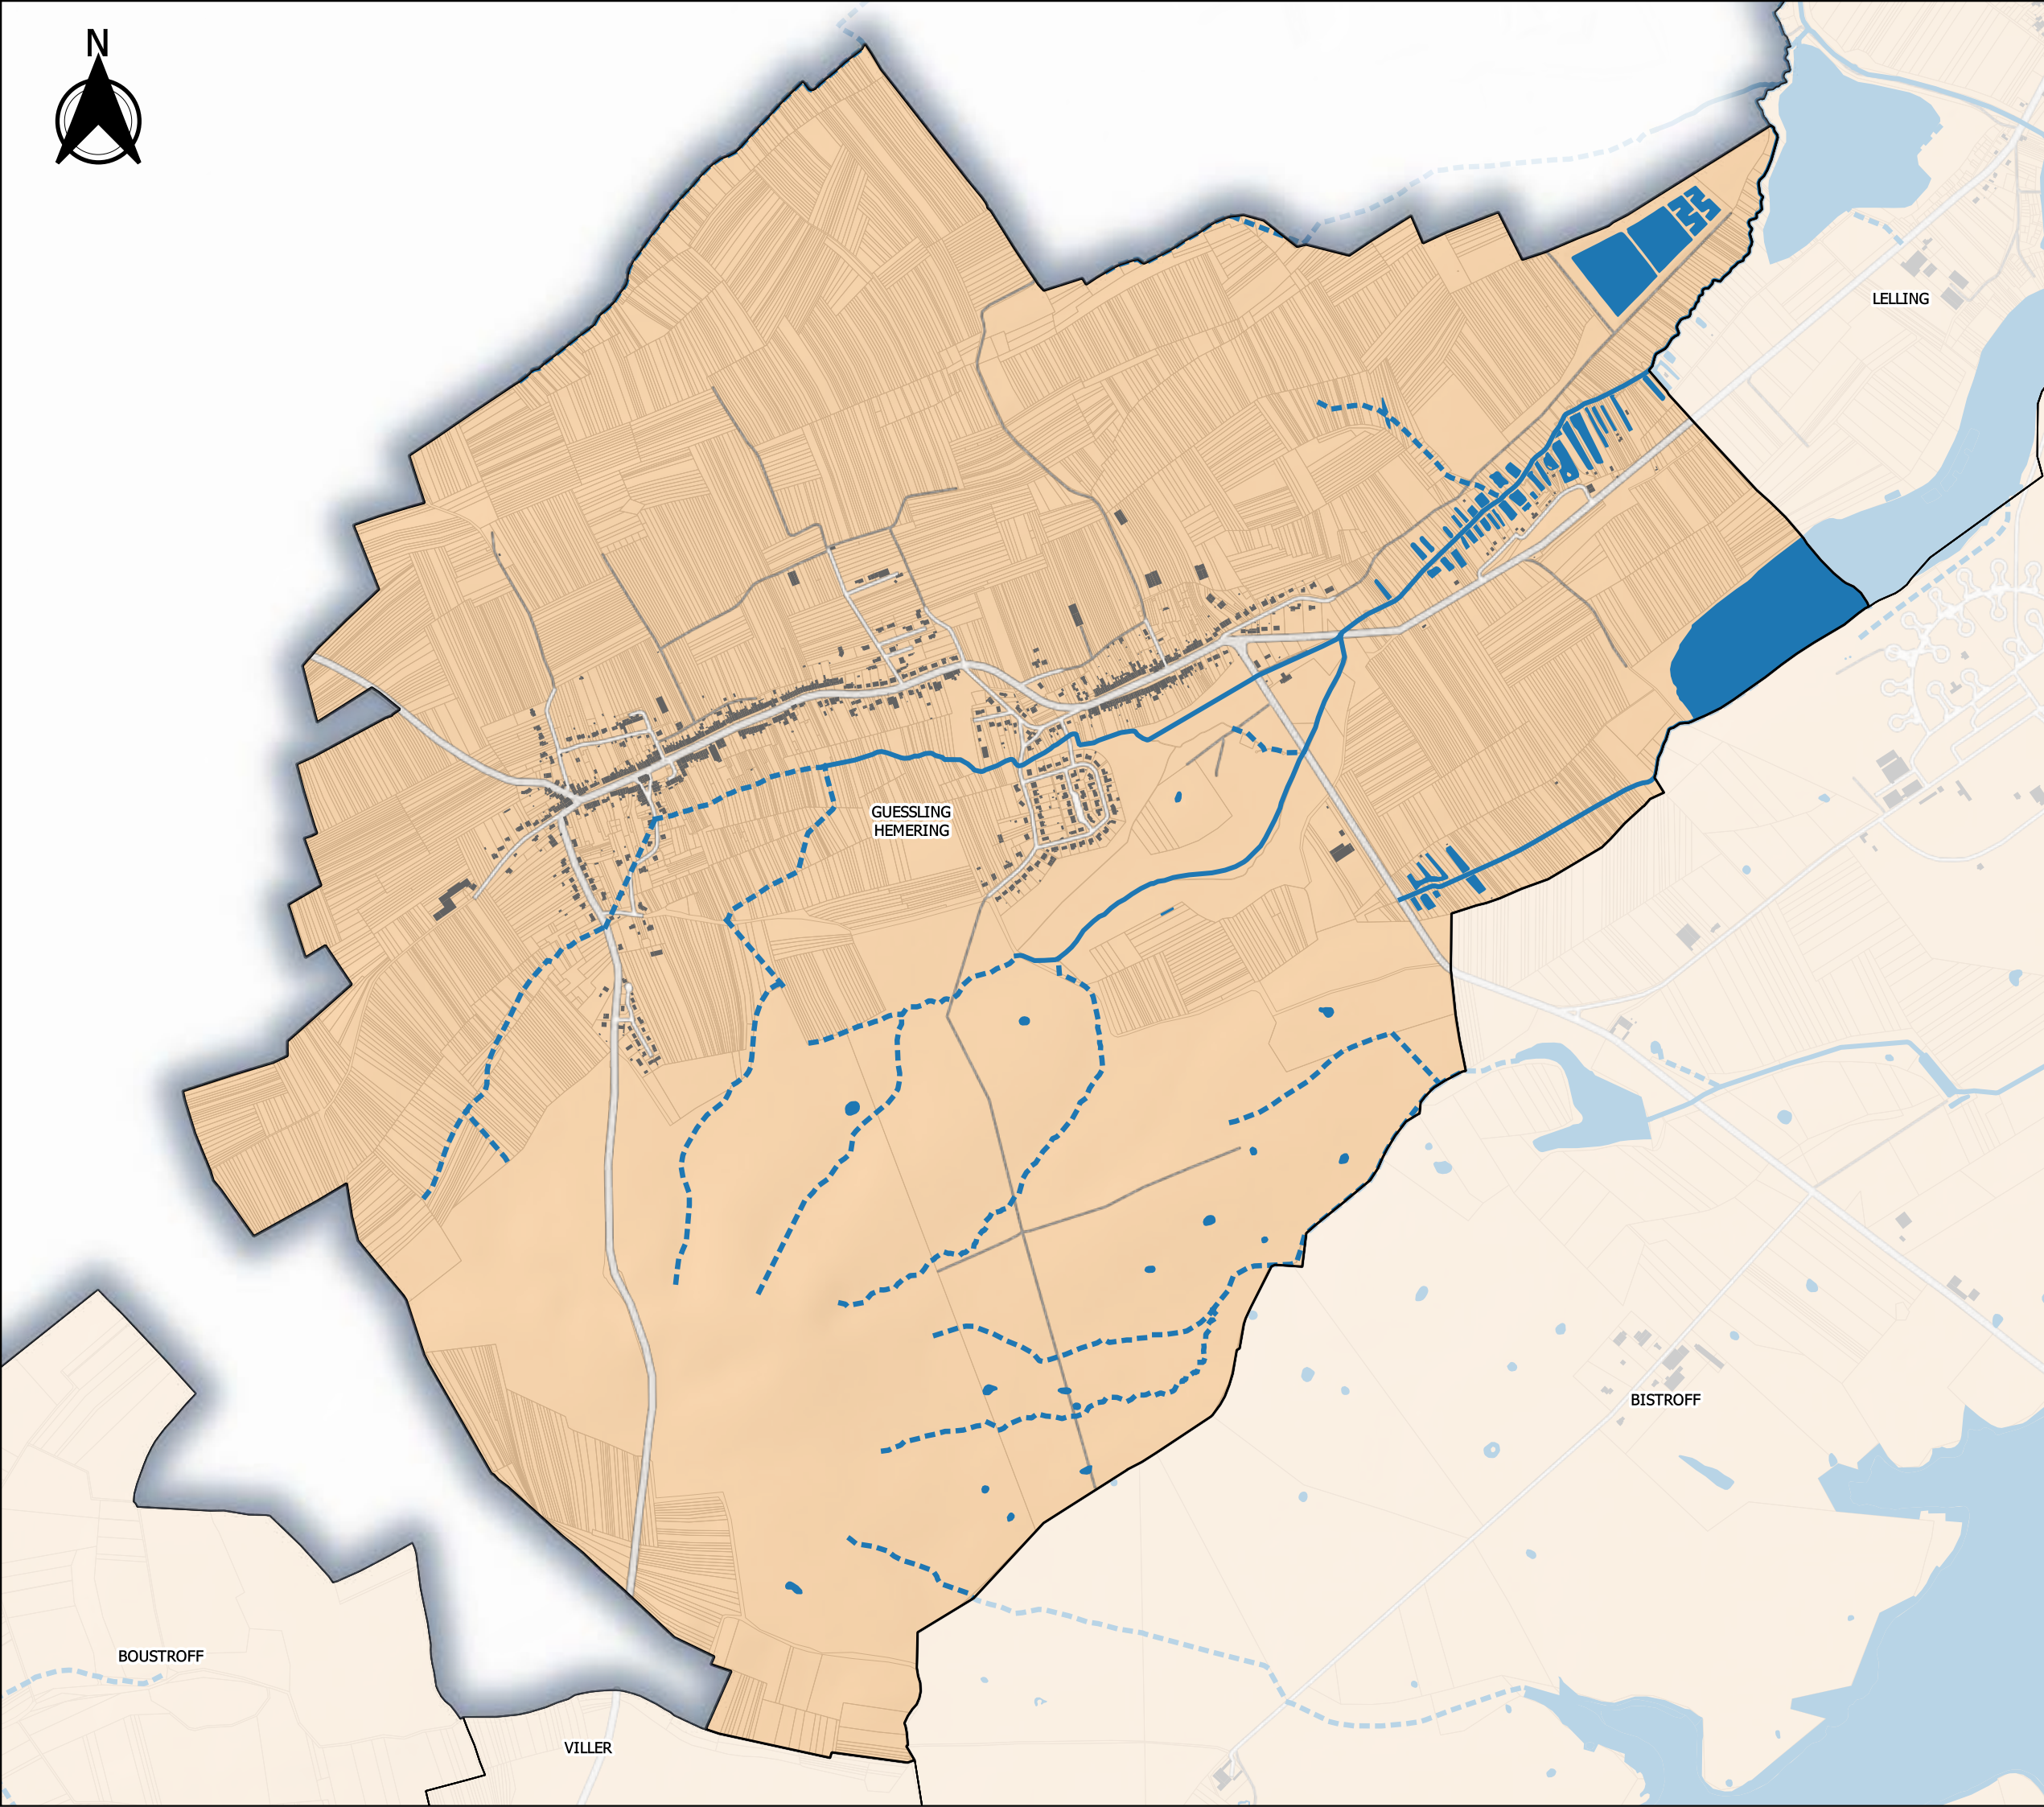 N
LELLING
GUESSLING
HEMERING
BISTROFF
BOUSTROFF
VILLER